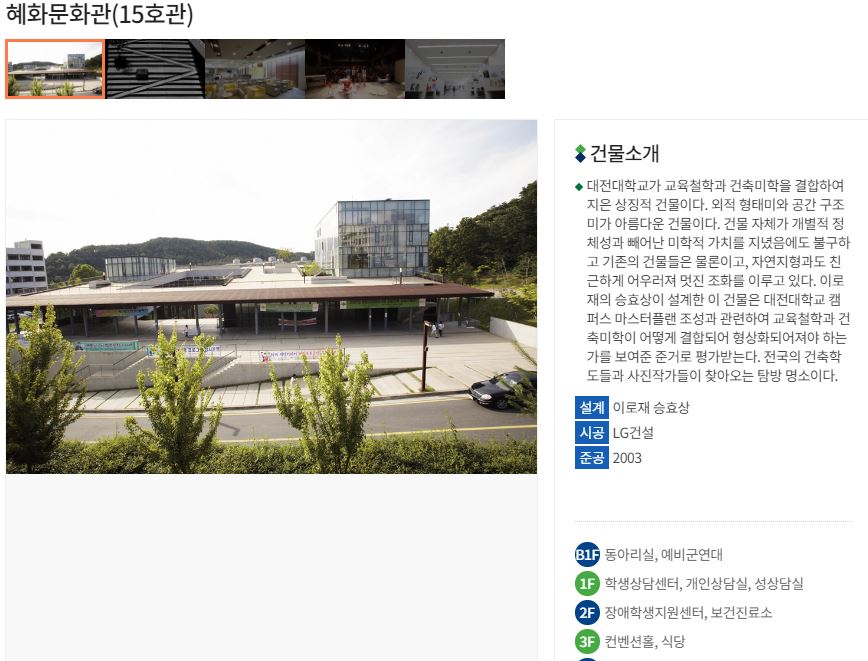 혜화문화관(15호관)
건물소개
대전대학교가 교육철학과 건축미학을 결합하여
지은 상징적 건물이다. 외적 형태미와 공간 구조
미가 아름다운 건물이다. 건물 자체가 개별적 정
체성과 빼어난 미학적 가치를 지녔음에도 불구하
고 기존의 건물들은 물론이고, 자연지형과도 친
근하게 어우러져 멋진 조화를 이루고 있다. 이로
재의 승효상이 설계한 이 건물은 대전대학교 캠
퍼스 마스터플랜 조성과 관련하여 교육철학과 건
축미학이 어떻게 결합되어 형상화되어져야 하는
가를 보여준 준거로 평가받는다. 전국의 건축학
도들과 사진작가들이 찾아오는 탐방 명소이다.
설계 이로재 승효상
시공 LG건설
준공 2003
B1F 동아리실, 예비군연대
1F 학생상담센터, 개인상담실, 성상담실
2F 장애학생지원센터, 보건진료소
3F 컨벤션홀, 식당